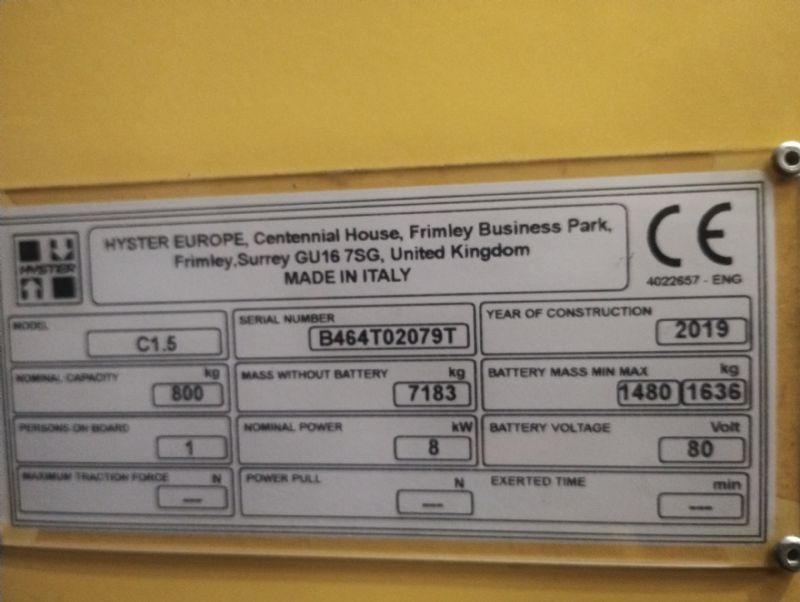 HYSTER
HYSTER EUROPE, Centennial House, Frimley Business Park,
Frimley,Surrey GU16 7SG, United Kingdom
MADE IN ITALY
CE
4022657 - ENG
MODEL
C1.5
SERIAL NUMBER
B464T02079T
YEAR OF CONSTRUCTION
2019
NOMINAL CAPACITY kg
800
MASS WITHOUT BATTERY kg
7183
BATTERY MASS MIN MAX kg
1480 1636
PERSONS ON BOARD
1
NOMINAL POWER kW
8
BATTERY VOLTAGE Volt
80
MAXIMUM TRACTION FORCE N
---
POWER PULL N
---
EXERTED TIME min
---